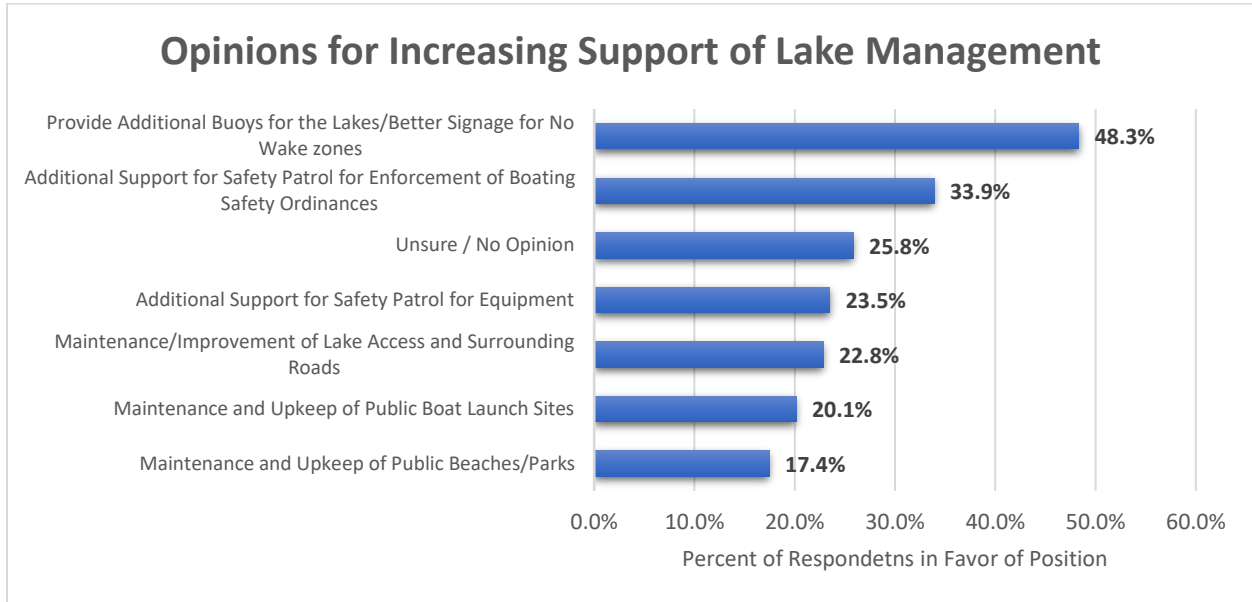 Opinions for Increasing Support of Lake Management
Provide Additional Buoys for the Lakes/Better Signage for No
Wake zones
48.3%
Additional Support for Safety Patrol for Enforcement of Boating
Safety Ordinances
33.9%
Unsure / No Opinion
25.8%
Additional Support for Safety Patrol for Equipment
23.5%
Maintenance/Improvement of Lake Access and Surrounding
Roads
22.8%
Maintenance and Upkeep of Public Boat Launch Sites
20.1%
Maintenance and Upkeep of Public Beaches/Parks
17.4%
0.0% 10.0% 20.0% 30.0% 40.0% 50.0% 60.0%
Percent of Respondetns in Favor of Position